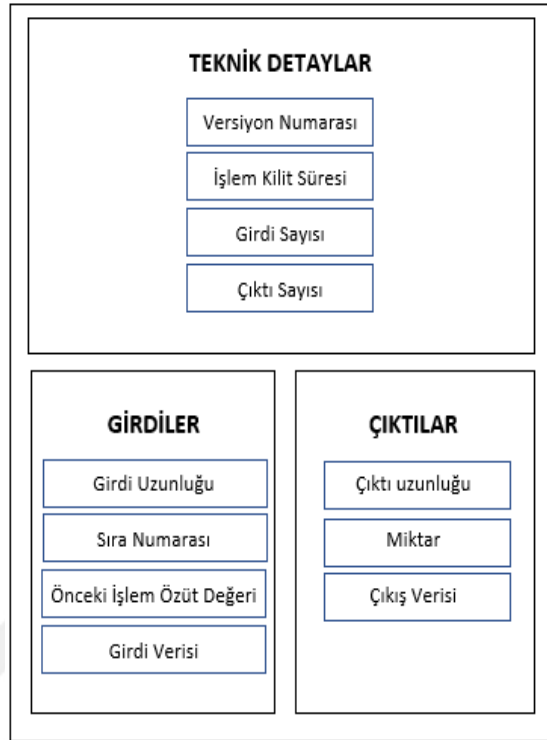 TEKNİK DETAYLAR
Versiyon Numarası
İşlem Kilit Süresi
Girdi Sayısı
Çıktı Sayısı
GİRDİLER
Girdi Uzunluğu
Sıra Numarası
Önceki İşlem Özüt Değeri
Girdi Verisi
ÇIKTILAR
Çıktı uzunluğu
Miktar
Çıkış Verisi